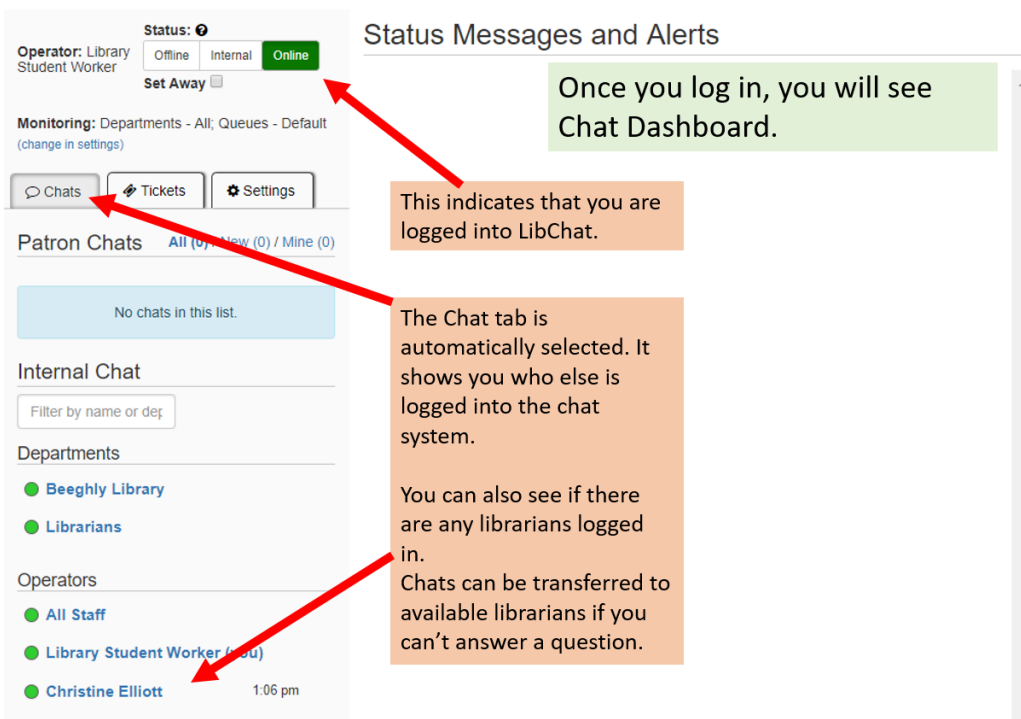 Status:
Operator: Library
Student Worker
Offline Internal Online
Set Away
Monitoring: Departments - All; Queues - Default
(change in settings)
Chats Tickets Settings
Patron Chats All (0) / New (0) / Mine (0)
No chats in this list.
Internal Chat
Filter by name or dep
Departments
Beeghly Library
Librarians
Operators
All Staff
Library Student Worker (you)
Christine Elliott 1:06 pm
Status Messages and Alerts
Once you log in, you will see
Chat Dashboard.
This indicates that you are
logged into LibChat.
The Chat tab is
automatically selected. It
shows you who else is
logged into the chat
system.
You can also see if there
are any librarians logged
in.
Chats can be transferred to
available librarians if you
can’t answer a question.